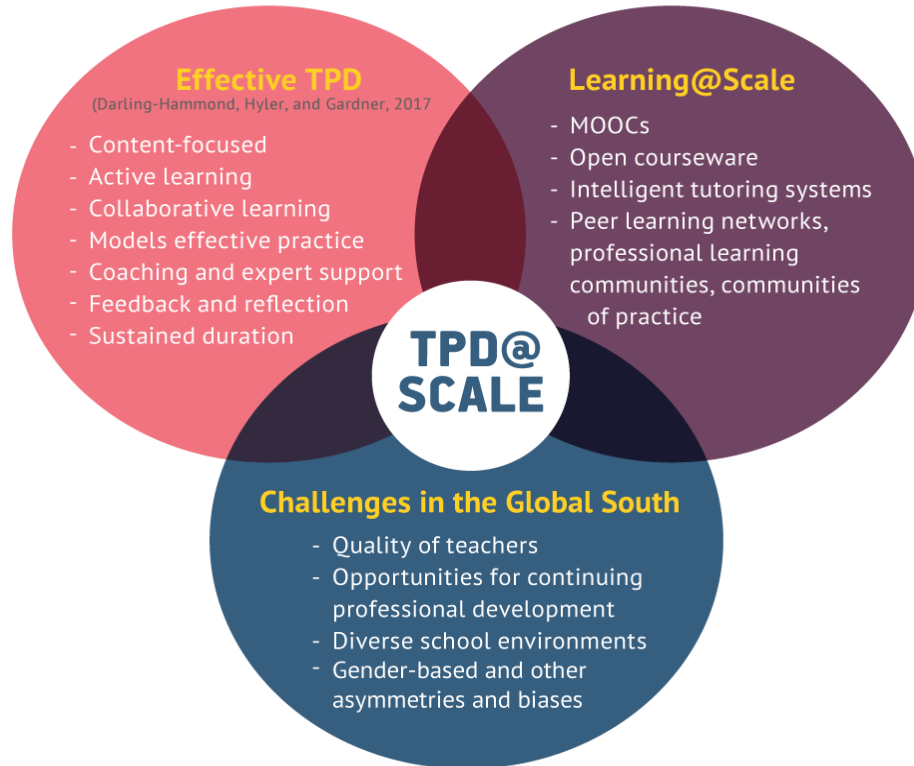 Effective TPD
(Darling-Hammond, Hyler, and Gardner, 2017
- Content-focused
- Active learning
- Collaborative learning
- Models effective practice
- Coaching and expert support
- Feedback and reflection
- Sustained duration
Learning@Scale
- MOOCs
- Open courseware
- Intelligent tutoring systems
- Peer learning networks,
professional learning
communities, communities
of practice
TPD@
SCALE
Challenges in the Global South
- Quality of teachers
- Opportunities for continuing
professional development
- Diverse school environments
- Gender-based and other
asymmetries and biases